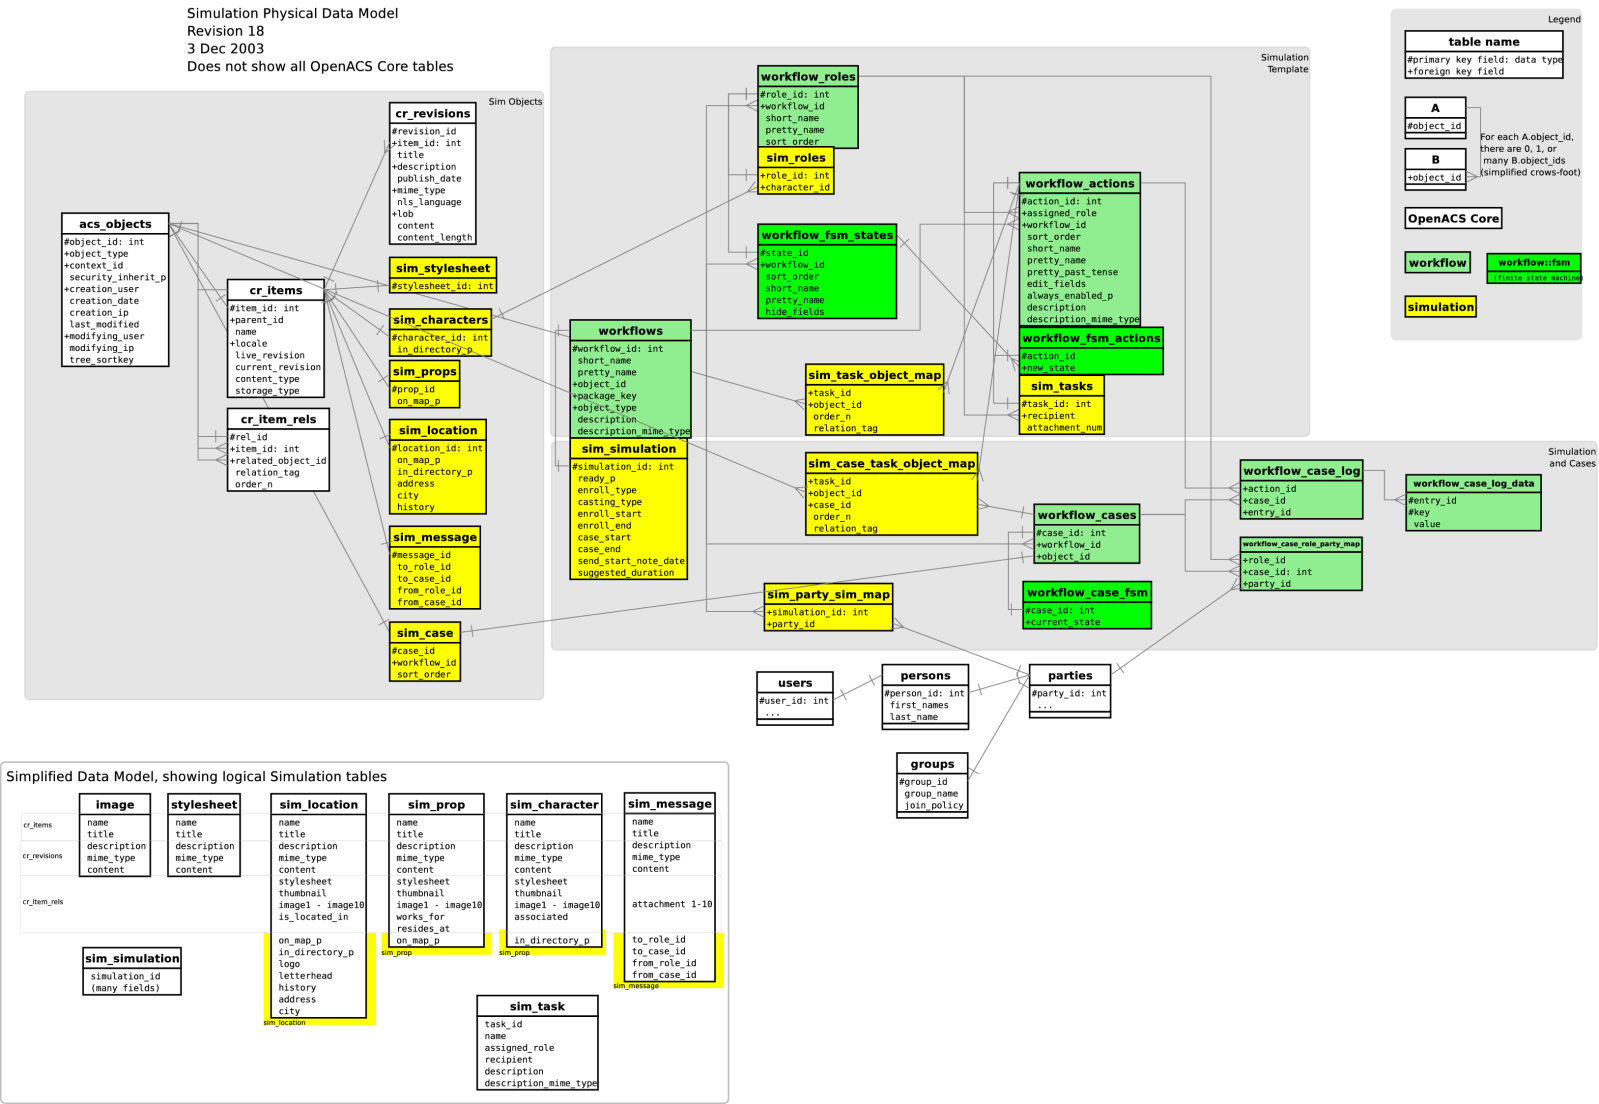 Simulation Physical Data Model
Revision 18
3 Dec 2003
Does not show all OpenACS Core tables
Sim Objects
acs_objects
#object_id: int
+object_type
+context_id
security_inherit_p
+creation_user
creation_date
creation_ip
last_modified
+modifying_user
modifying_ip
tree_sortkey
cr_items
#item_id: int
+parent_id
name
+locale
live_revision
current_revision
content_type
storage_type
cr_item_rels
#rel_id
+item_id: int
+related_object_id
relation_tag
order_n
cr_revisions
#revision_id
+item_id: int
title
+description
publish_date
+mime_type
nls_language
+lob
content
content_length
sim_stylesheet
#stylesheet_id: int
sim_characters
#character_id: int
in_directory_p
sim_props
#prop_id
on_map_p
sim_location
#location_id: int
on_map_p
in_directory_p
address
city
history
sim_message
#message_id
to_role_id
to_case_id
from_role_id
from_case_id
sim_case
#case_id
+workflow_id
sort_order
Simulation
Template
workflow_roles
#role_id: int
+workflow_id
short_name
pretty_name
sort_order
sim_roles
+role_id: int
+character_id
workflow_fsm_states
#state_id
+workflow_id
sort_order
short_name
pretty_name
hide_fields
workflows
#workflow_id: int
short_name
pretty_name
+object_id
+package_key
+object_type
description
description_mime_type
sim_simulation
#simulation_id: int
ready_p
enroll_type
casting_type
enroll_start
enroll_end
case_start
case_end
send_start_note_date
suggested_duration
sim_task_object_map
+task_id
+object_id
order_n
relation_tag
workflow_actions
#action_id: int
+assigned_role
+workflow_id
sort_order
short_name
pretty_name
pretty_past_tense
edit_fields
always_enabled_p
description
description_mime_type
workflow_fsm_actions
#action_id
+new_state
sim_tasks
#task_id: int
+recipient
attachment_num
Simulation
and Cases
sim_case_task_object_map
+task_id
+object_id
+case_id
order_n
relation_tag
workflow_cases
#case_id: int
+workflow_id
+object_id
workflow_case_fsm
#case_id: int
+current_state
sim_party_sim_map
+simulation_id: int
+party_id
workflow_case_log
+action_id
+case_id
+entry_id
workflow_case_log_data
#entry_id
#key
value
workflow_case_role_party_map
+role_id
+case_id: int
+party_id
users
#user_id: int
...
persons
#person_id: int
first_names
last_name
parties
#party_id: int
...
groups
#group_id
group_name
join_policy
Legend
table name
#primary key field: data type
+foreign key field
A
#object_id
B
+object_id
For each A.object_id,
there are 0, 1, or
many B.object_ids
(simplified crows-foot)
OpenACS Core
workflow
workflow::fsm
(finite state machine)
simulation
Simplified Data Model, showing logical Simulation tables
cr_items
cr_revisions
cr_item_rels
image
name
title
description
mime_type
content
stylesheet
name
title
description
mime_type
content
sim_location
name
title
description
mime_type
content
stylesheet
thumbnail
image1 - image10
is_located_in
on_map_p
in_directory_p
logo
letterhead
history
address
city
sim_location
sim_prop
name
title
description
mime_type
content
stylesheet
thumbnail
image1 - image10
works_for
resides_at
on_map_p
sim_prop
sim_character
name
title
description
mime_type
content
stylesheet
thumbnail
image1 - image10
associated
in_directory_p
sim_prop
sim_message
name
title
description
mime_type
content
attachment 1-10
to_role_id
to_case_id
from_role_id
from_case_id
sim_message
sim_simulation
simulation_id
(many fields)
sim_task
task_id
name
assigned_role
recipient
description
description_mime_type